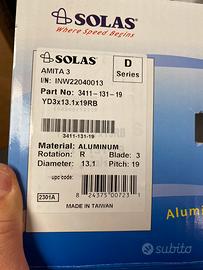 SOLAS
Where Speed Begins
SOLAS
D
Series
AMITA 3
I/N: INW22040013
Part No: 3411-131-19
YD3x13.1x19RB
3411-131-19
Material: ALUMINUM
Rotation: R Blade: 3
Diameter: 13.1 Pitch: 19
upc code:
8 24375 00723 1
2301A
MADE IN TAIWAN
Alumi
subito